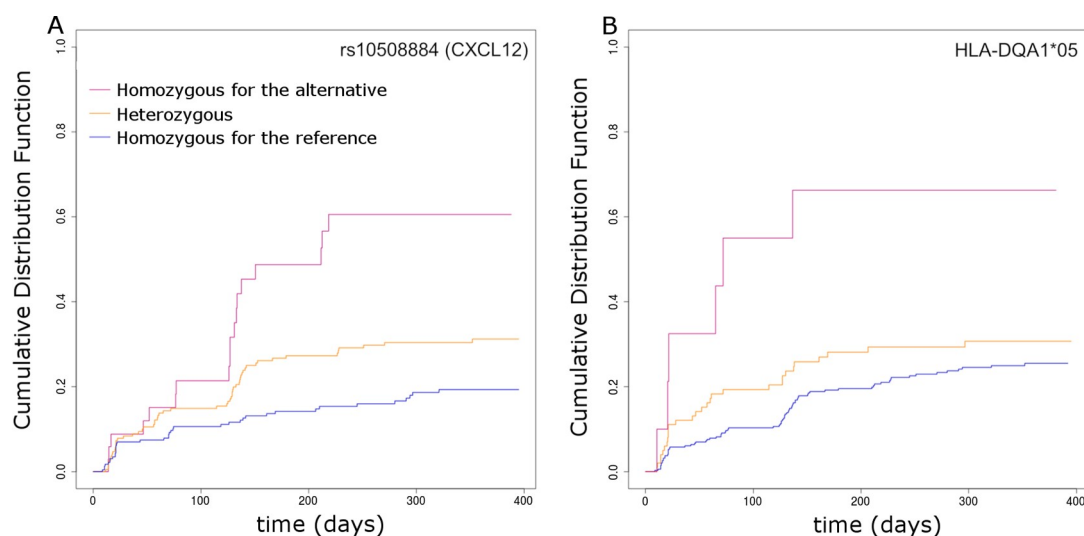 A
rs10508884 (CXCL12)
Homozygous for the alternative
Heterozygous
Homozygous for the reference
Cumulative Distribution Function
1.0
0.8
0.6
0.4
0.2
0.0
0 100 200 300 400
time (days)
B
HLA-DQA1*05
Cumulative Distribution Function
1.0
0.8
0.6
0.4
0.2
0.0
0 100 200 300 400
time (days)